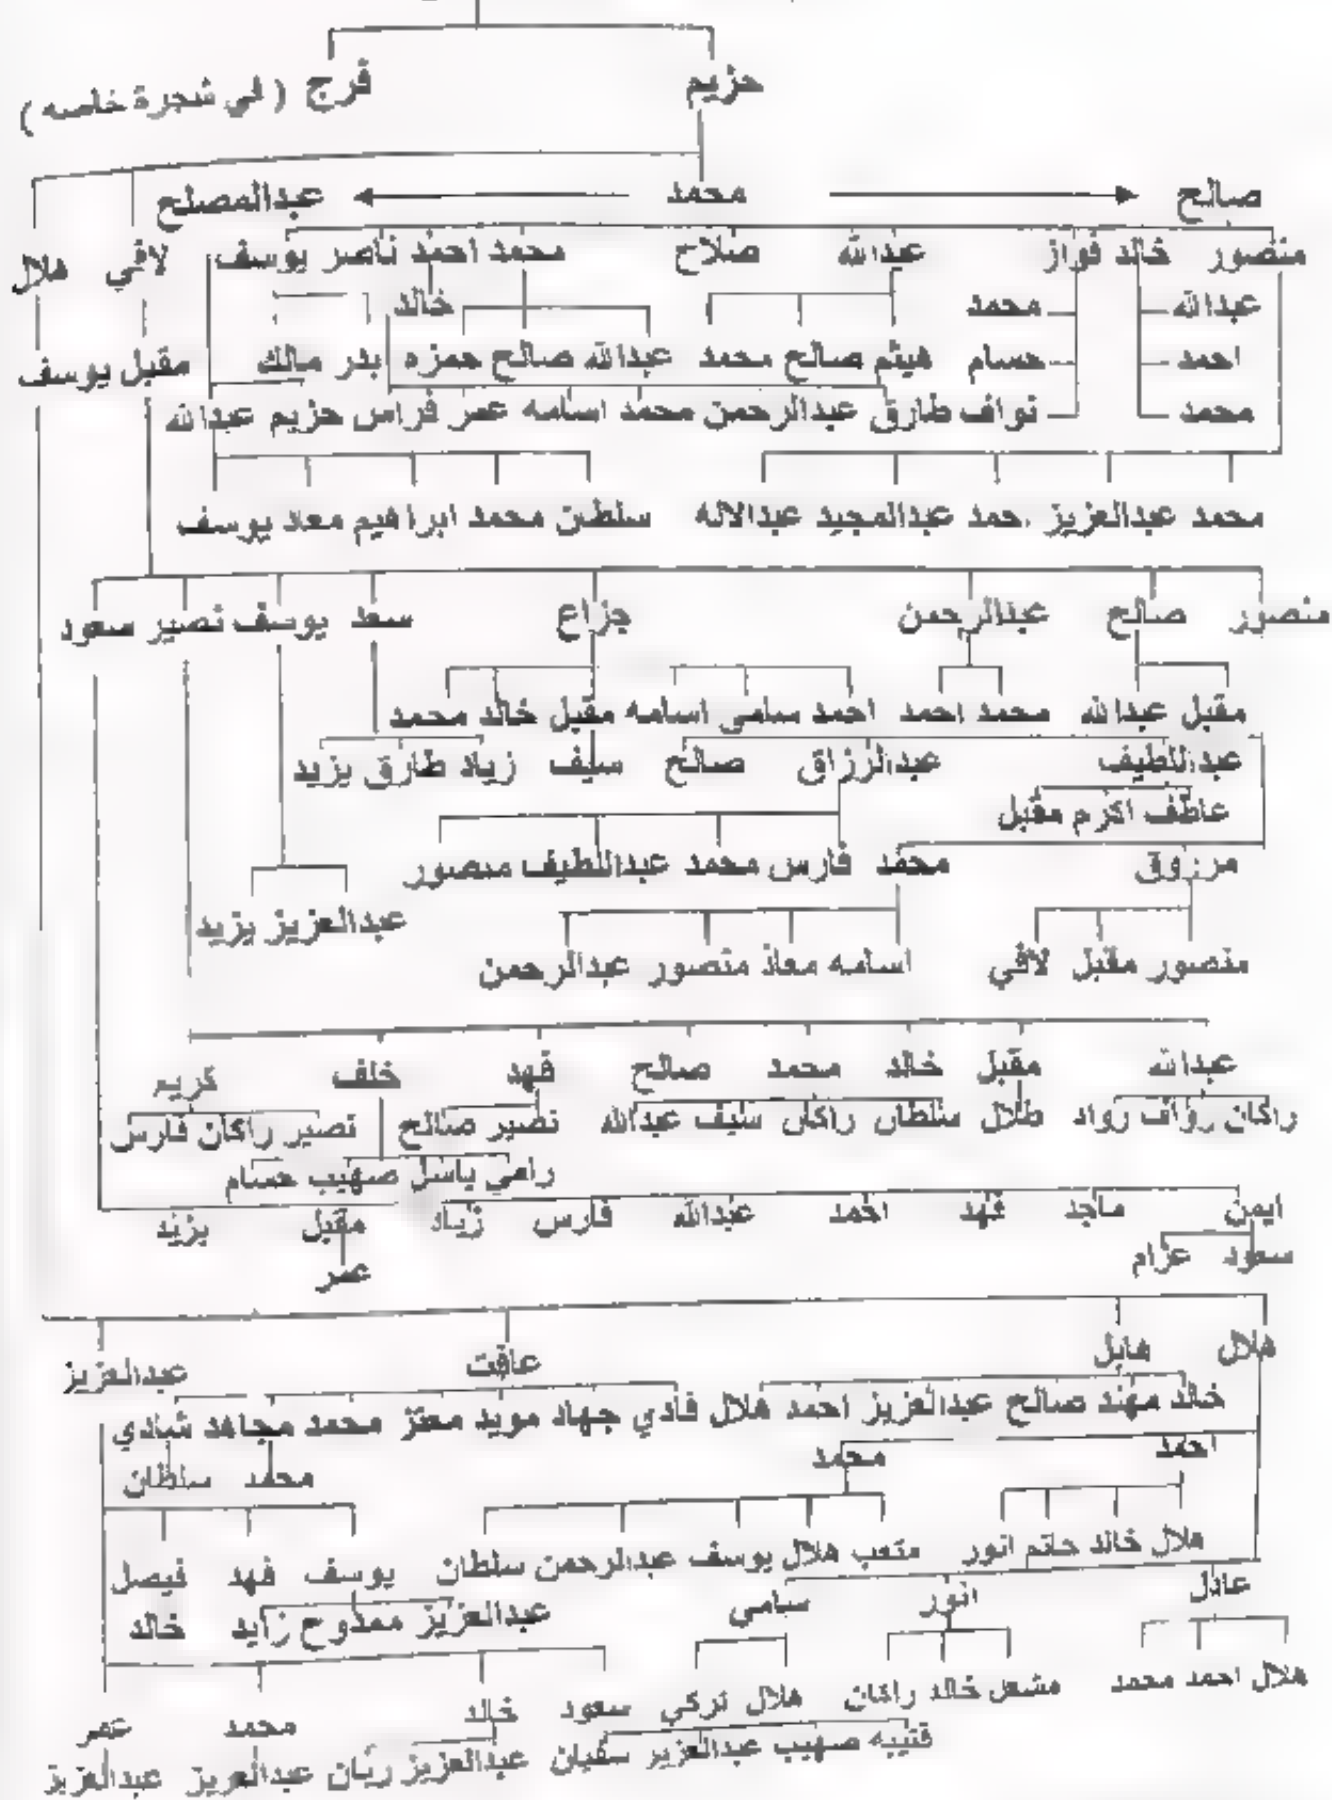 حزيم فرج ( في شجرة خاصه )
صالح محمد عبدالمصلح
منصور خالد فواز عبدالله صلاح محمد احمد ناصر يوسف لافي هلال
عبدالله محمد خالد
احمد حسام هيثم صالح محمد عبدالله صالح حمزه بدر مالك مقبل يوسف
محمد نواف طارق عبدالرحمن محمد اسامه عمر فراس حزيم عبدالله
محمد عبدالعزيز حمد عبدالمجيد عبدالاله سلطان محمد ابراهيم معاذ يوسف
منصور صالح عبدالرحمن جزاع سعد يوسف نصير سعود
مقبل عبدالله محمد احمد احمد سامي اسامه مقبل خالد محمد
عبداللطيف عبدالرزاق صالح سيف زياد طارق يزيد
عاطف اكرم مقبل
مرزوق محمد فارس محمد عبداللطيف منصور
عبدالعزيز يزيد
منصور مقبل لافي اسامه معاذ منصور عبدالرحمن
عبدالله مقبل خالد محمد صالح فهد خلف كريم
راكان رؤاف رواد طلال سلطان راكان سيف عبدالله نصير صالح نصير راكان فارس
رامي ياسل صهيب حسام
ايمن ماجد فهد احمد عبدالله فارس زياد مقبل يزيد
سعود عزام عمر
هلال هايل عافت عبدالعزيز
خالد مهند صالح عبدالعزيز احمد هلال فادي جهاد مويد معتز محمد مجاهد شادي
احمد محمد محمد سلطان
هلال خالد حاتم انور متعب هلال يوسف عبدالرحمن سلطان يوسف فهد فيصل
عادل انور سامي عبدالعزيز ممدوح زايد خالد
هلال احمد محمد مشعل خالد راكان هلال تركي سعود خالد محمد عمر
قتيبه صهيب عبدالعزيز سفيان عبدالعزيز ريان عبدالعزيز عبدالعزيز